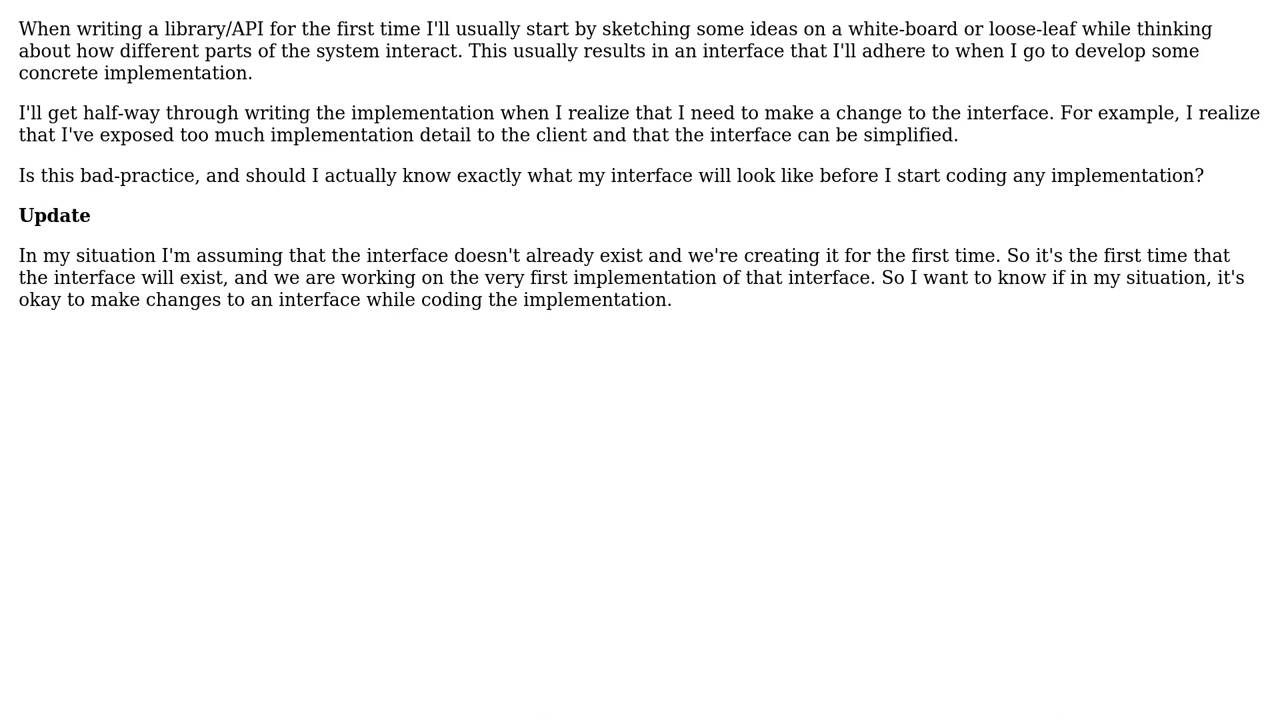 When writing a library/API for the first time I'll usually start by sketching some ideas on a white-board or loose-leaf while thinking
about how different parts of the system interact. This usually results in an interface that I'll adhere to when I go to develop some
concrete implementation.
I'll get half-way through writing the implementation when I realize that I need to make a change to the interface. For example, I realize
that I've exposed too much implementation detail to the client and that the interface can be simplified.
Is this bad-practice, and should I actually know exactly what my interface will look like before I start coding any implementation?
Update
In my situation I'm assuming that the interface doesn't already exist and we're creating it for the first time. So it's the first time that
the interface will exist, and we are working on the very first implementation of that interface. So I want to know if in my situation, it's
okay to make changes to an interface while coding the implementation.